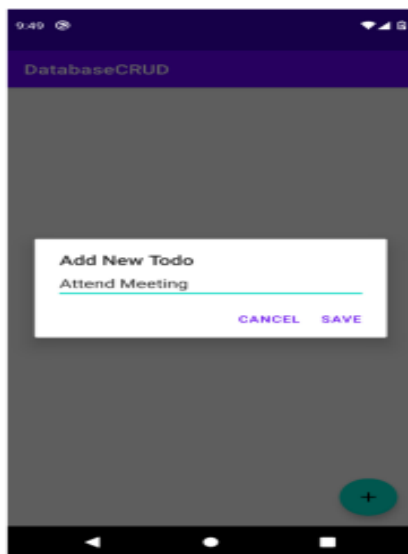 9:49
DatabaseCRUD
Add New Todo
Attend Meeting
CANCEL SAVE
+